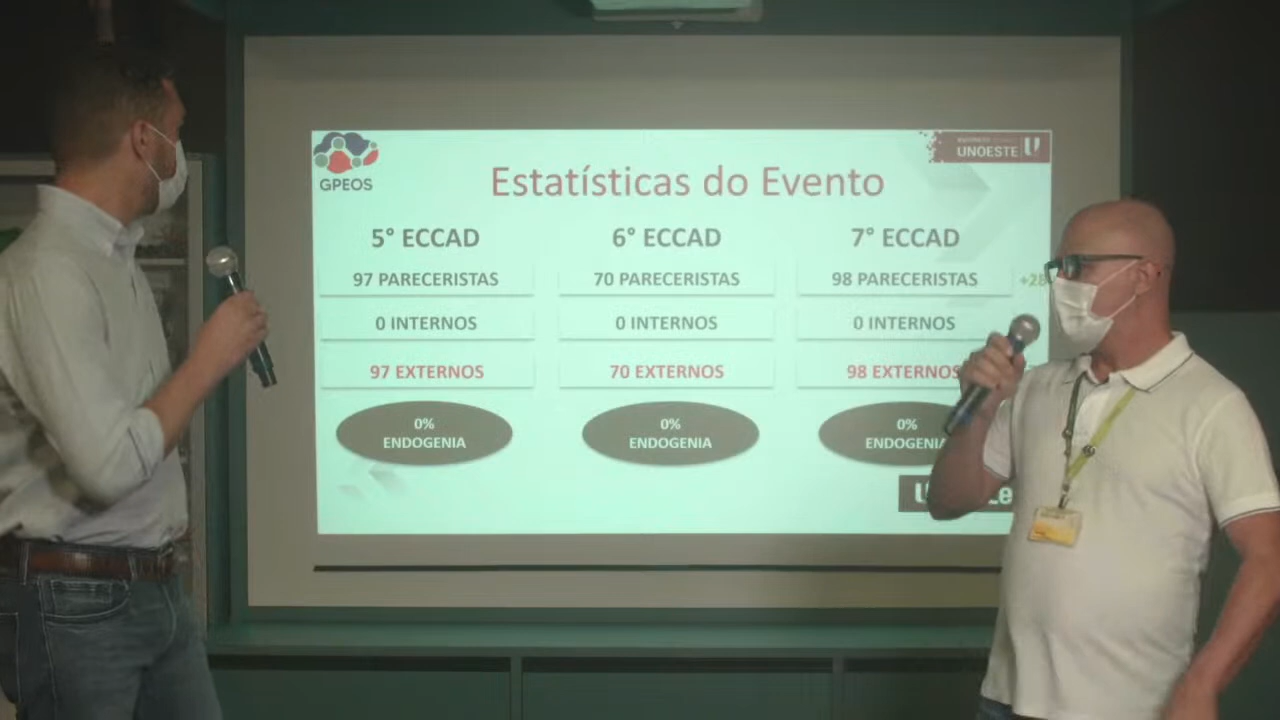 GPEOS
UNOESTE
Estatísticas do Evento
5° ECCAD
6° ECCAD
7° ECCAD
97 PARECERISTAS
70 PARECERISTAS
98 PARECERISTAS
+28
0 INTERNOS
0 INTERNOS
0 INTERNOS
97 EXTERNOS
70 EXTERNOS
98 EXTERNOS
0%
ENDOGENIA
0%
ENDOGENIA
0%
ENDOGENIA